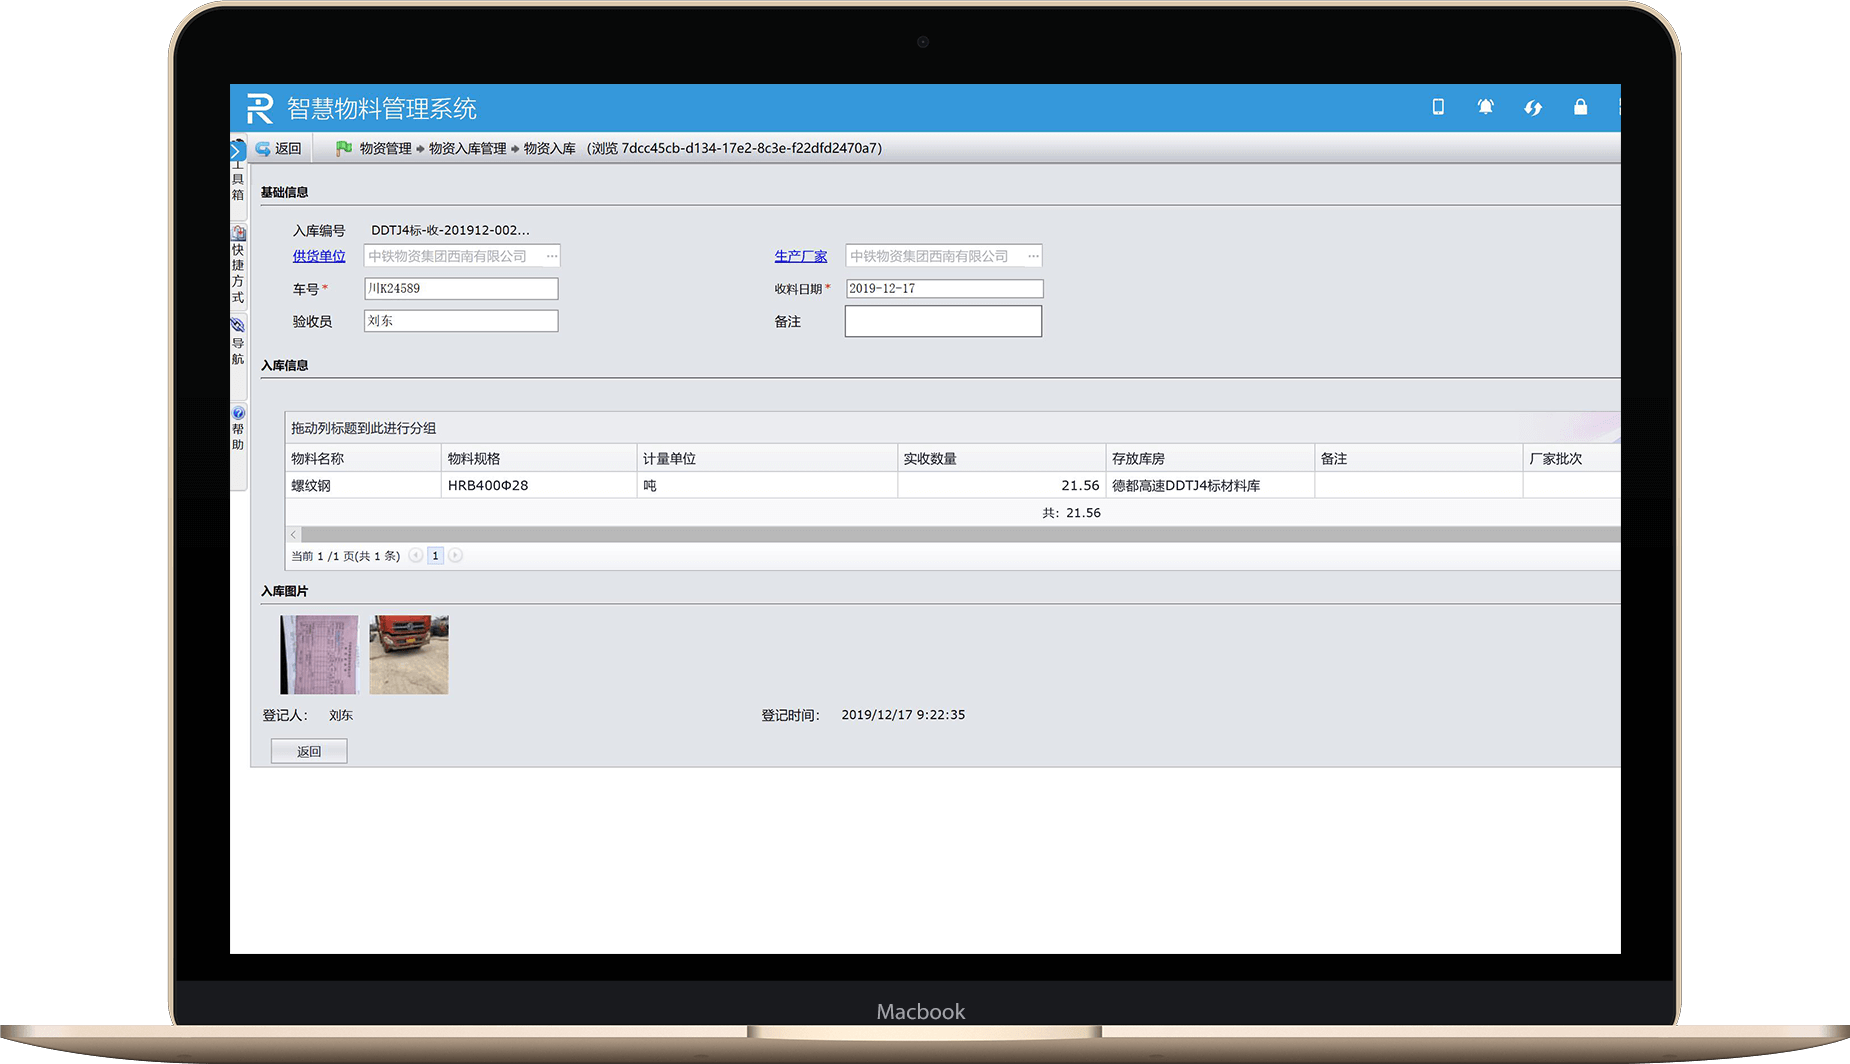 智慧物料管理系统
返回
物资管理 物资入库管理 物资入库 (浏览 7dcc45cb-d134-17e2-8c3e-f22dfd2470a7)
工具箱
快捷方式
导航
帮助
基础信息
入库编号 DDTJ4标-收-201912-002...
供货单位 中铁物资集团西南有限公司 ... 生产厂家 中铁物资集团西南有限公司 ...
车号* 川K24589 收料日期* 2019-12-17
验收员 刘东 备注
入库信息
拖动列标题到此进行分组
物料名称 物料规格 计量单位 实收数量 存放库房 备注 厂家批次
螺纹钢 HRB400Φ28 吨 21.56 德都高速DDTJ4标材料库
共: 21.56
当前 1 /1 页(共 1 条) 1
入库图片
登记人: 刘东 登记时间: 2019/12/17 9:22:35
返回
Macbook